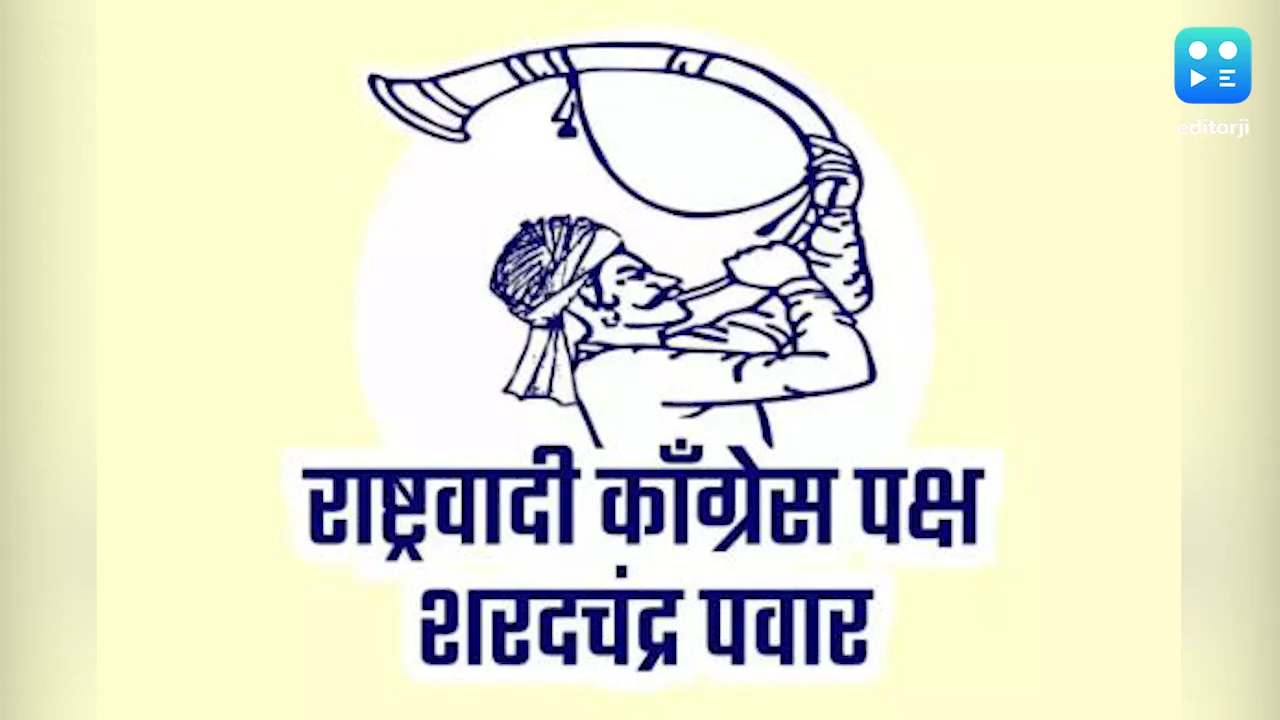 राष्ट्रवादी काँग्रेस पक्ष
शरदचंद्र पवार
editorji